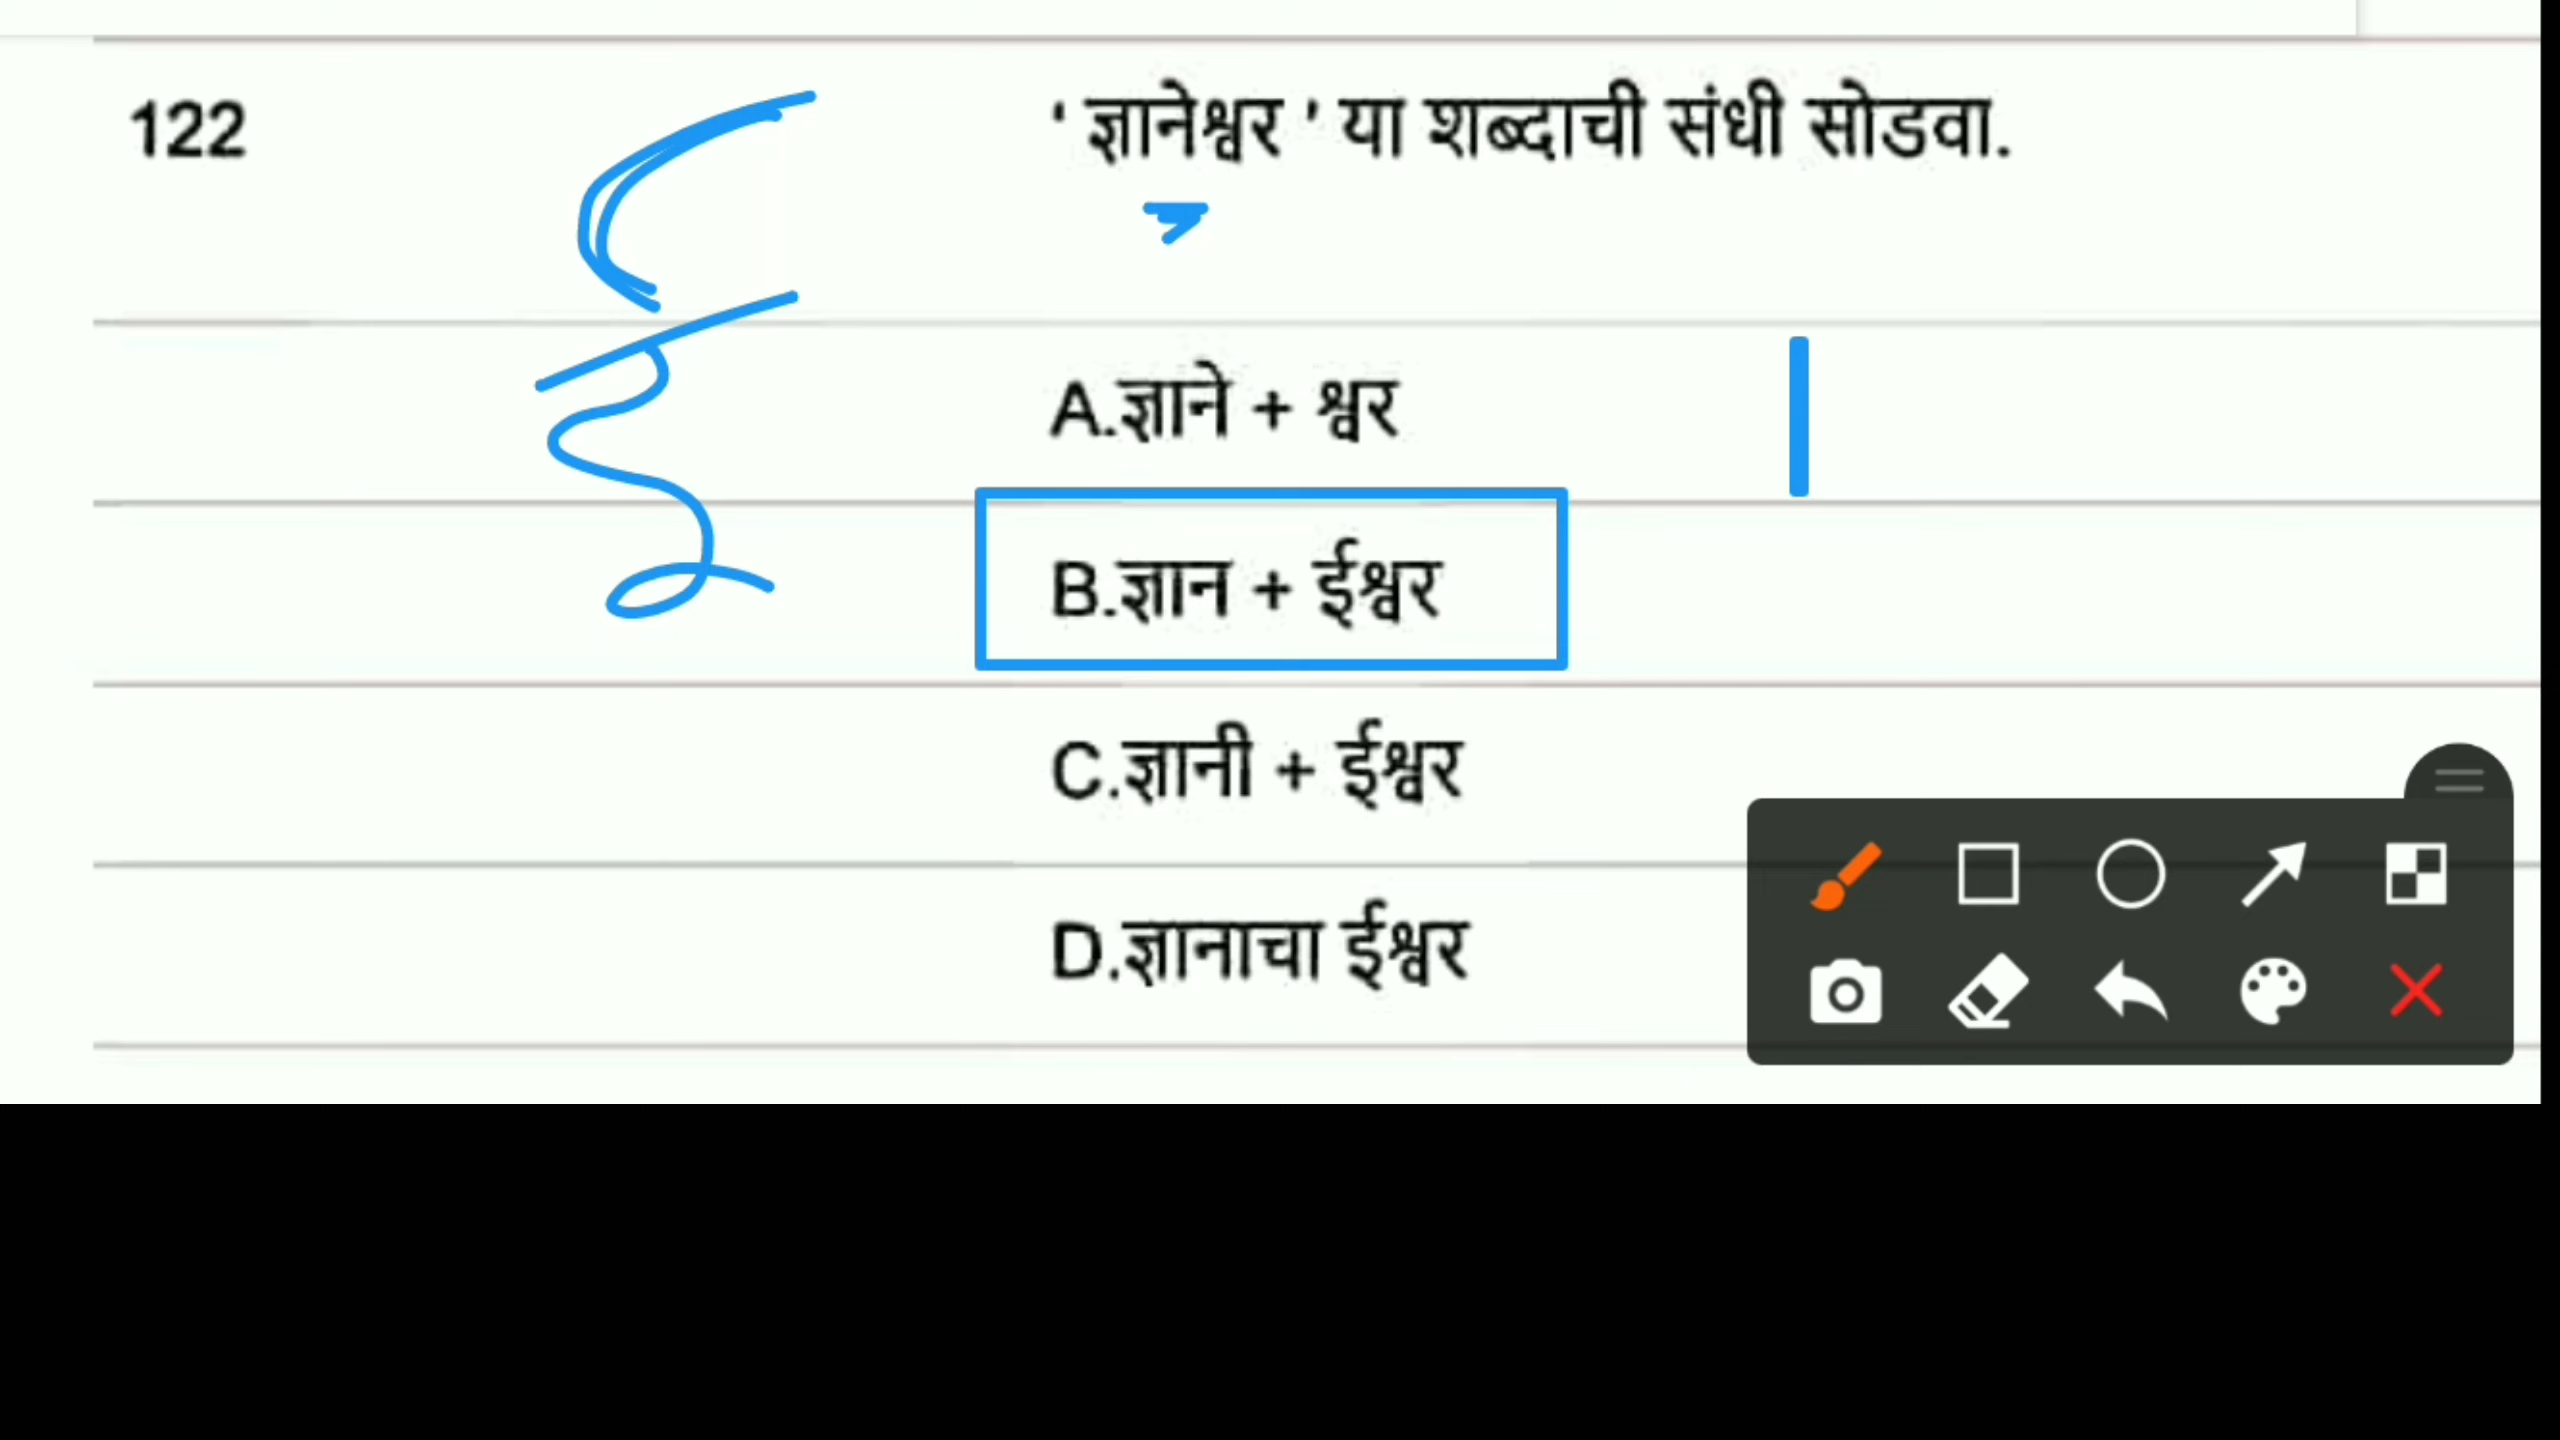 122
' ज्ञानेश्वर ' या शब्दाची संधी सोडवा.
A.ज्ञाने + श्वर
B.ज्ञान + ईश्वर
C.ज्ञानी + ईश्वर
D.ज्ञानाचा ईश्वर